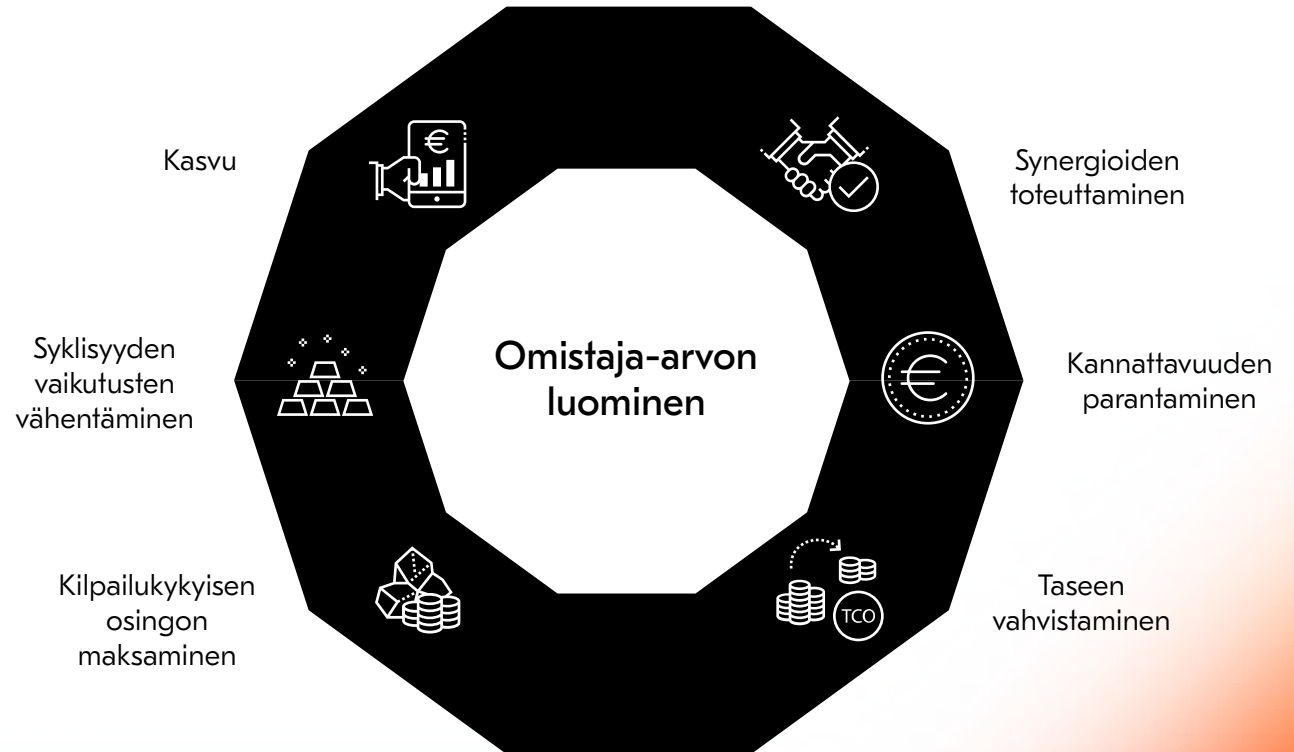 Kasvu
Synergioiden
toteuttaminen
Syklisyyden
vaikutusten
vähentäminen
Omistaja-arvon
luominen
Kannattavuuden
parantaminen
Kilpailukykyisen
osingon
maksaminen
TCO
Taseen
vahvistaminen